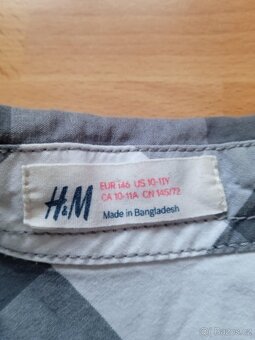 H&M
EUR 146 US 10-11Y
CA 10-11A CN 145/72
Made in Bangladesh